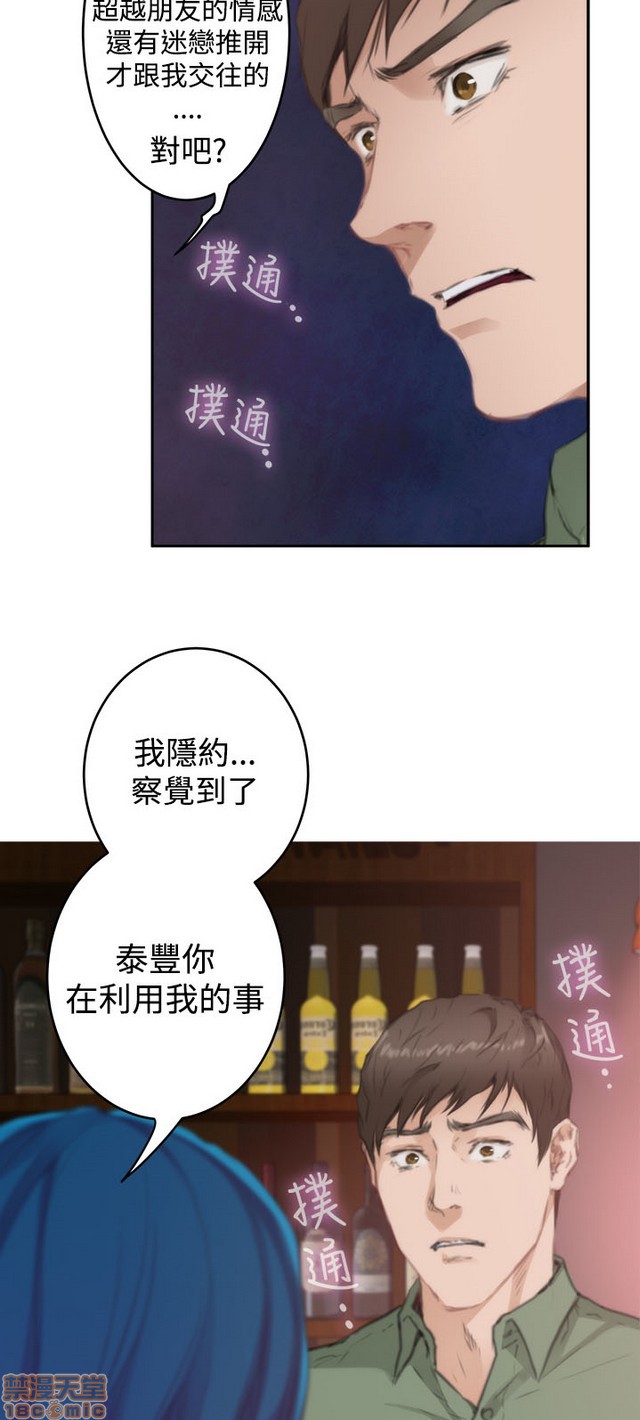 超越朋友的情感
還有迷戀推開
才跟我交往的
....
對吧?
撲通..
撲通..
我隱約...
察覺到了
泰豐你
在利用我的事
撲通..
撲通..
禁漫天堂
18comic